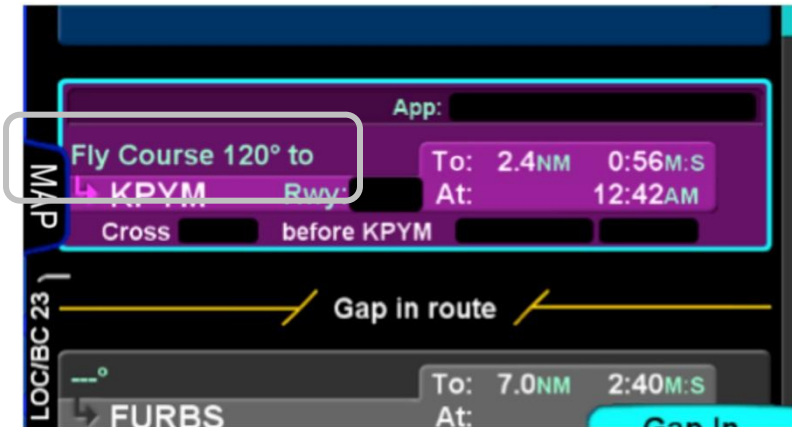 App:
Fly Course 120° to
To: 2.4NM 0:56M:S
KPYM Rwy:
At: 12:42AM
Cross before KPYM
MAP
Gap in route
LOC/BC 23
---°
To: 7.0NM 2:40M:S
FURBS
At: